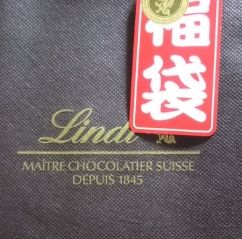 福
袋
Lindt
MAÎTRE CHOCOLATIER SUISSE
DEPUIS 1845